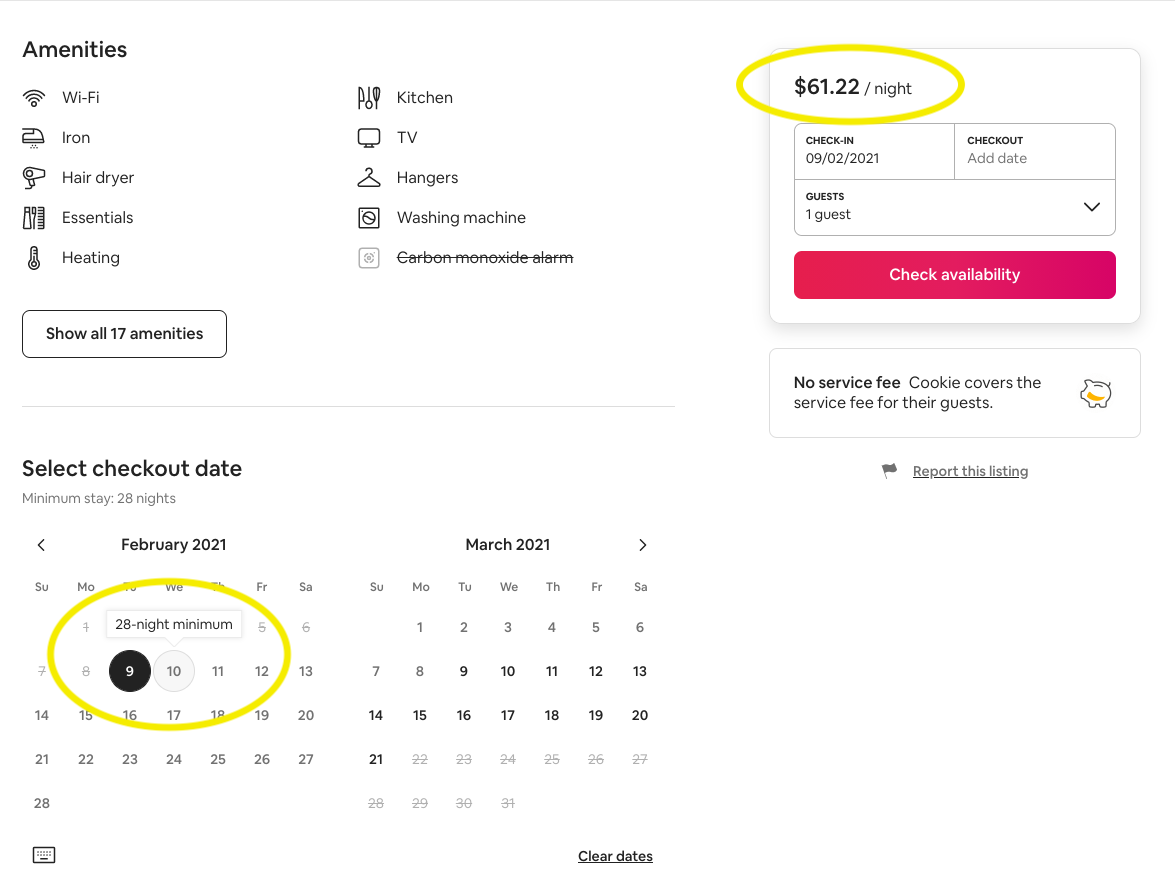 Amenities
Wi-Fi
Kitchen
Iron
TV
Hair dryer
Hangers
Essentials
Washing machine
Heating
Carbon monoxide alarm
Show all 17 amenities
$61.22 / night
CHECK-IN
09/02/2021
CHECKOUT
Add date
GUESTS
1 guest
Check availability
No service fee Cookie covers the
service fee for their guests.
Report this listing
Select checkout date
Minimum stay: 28 nights
February 2021
Su Mo Tu We Th Fr Sa
1 28-night minimum 5 6
7 8 9 10 11 12 13
14 15 16 17 18 19 20
21 22 23 24 25 26 27
28
March 2021
Su Mo Tu We Th Fr Sa
1 2 3 4 5 6
7 8 9 10 11 12 13
14 15 16 17 18 19 20
21 22 23 24 25 26 27
28 29 30 31
Clear dates